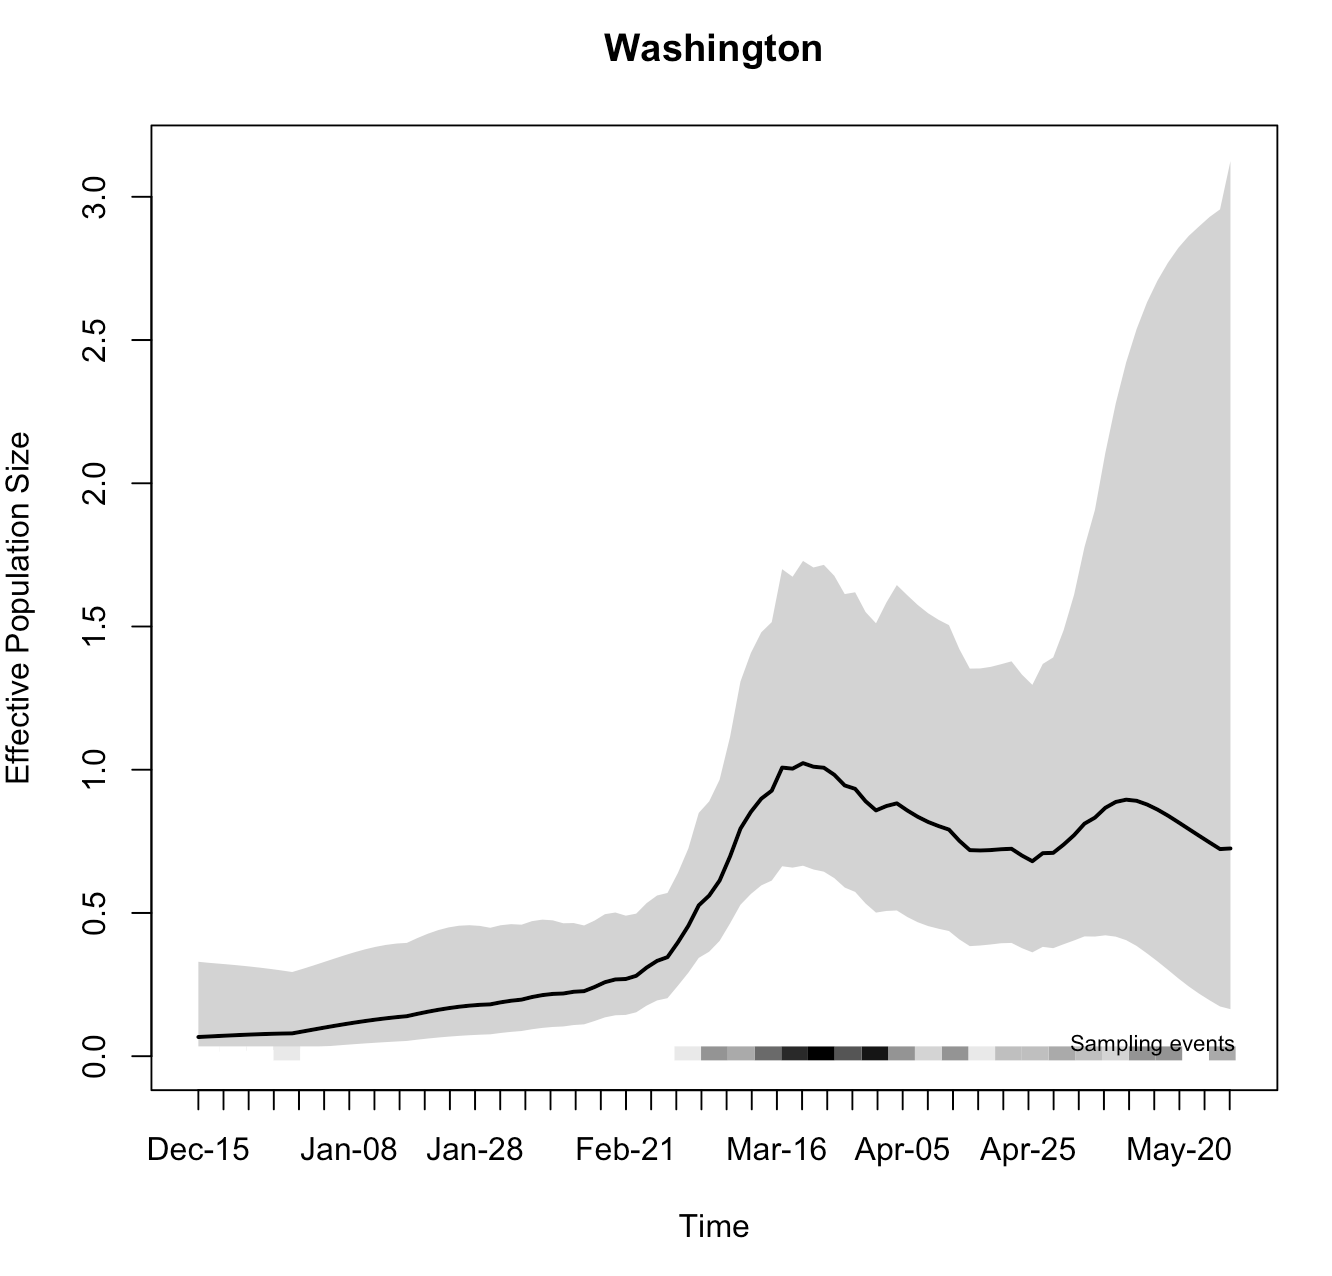 Washington
Effective Population Size
3.0
2.5
2.0
1.5
1.0
0.5
0.0
Sampling events
Dec-15 Jan-08 Jan-28 Feb-21 Mar-16 Apr-05 Apr-25 May-20
Time